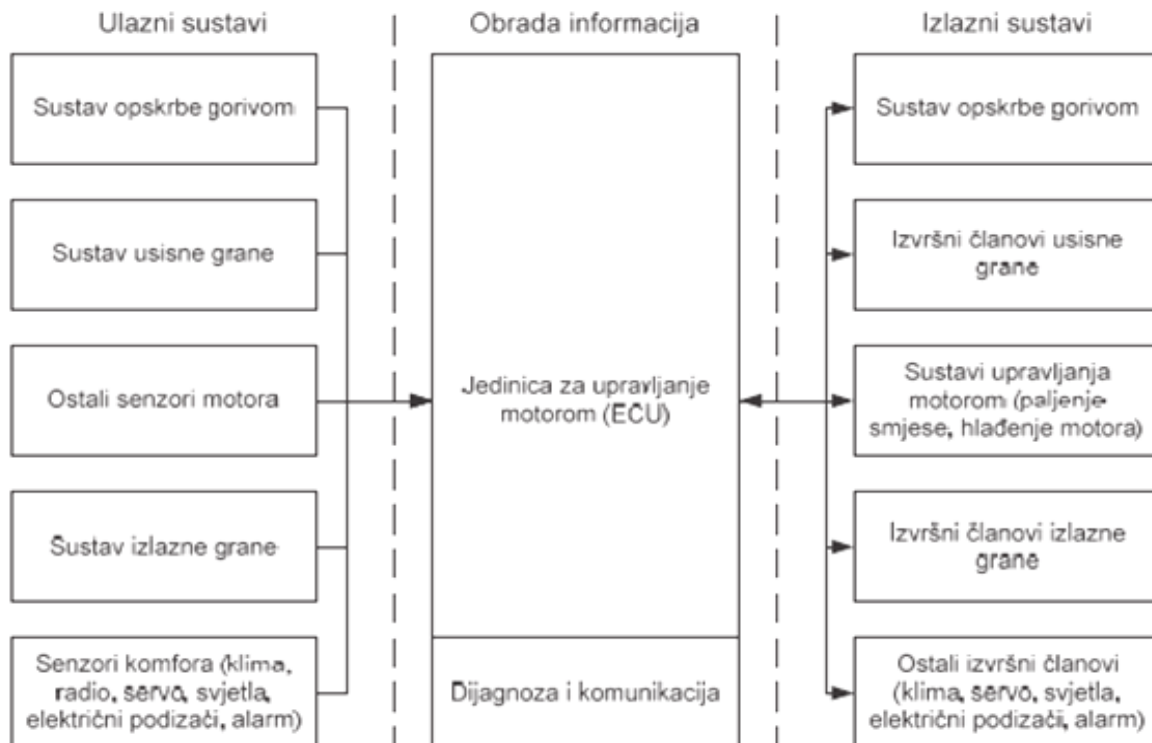 Ulazni sustavi
Sustav opskrbe gorivom
Sustav usisne grane
Ostali senzori motora
Sustav izlazne grane
Senzori komfora (klima,
radio, servo, svjetla,
električni podizači, alarm)
Obrada informacija
Jedinica za upravljanje
motorom (ECU)
Dijagnoza i komunikacija
Izlazni sustavi
Sustav opskrbe gorivom
Izvršni članovi usisne
grane
Sustavi upravljanja
motorom (paljenje
smjese, hlađenje motora)
Izvršni članovi izlazne
grane
Ostali izvršni članovi
(klima, servo, svjetla,
električni podizači, alarm)